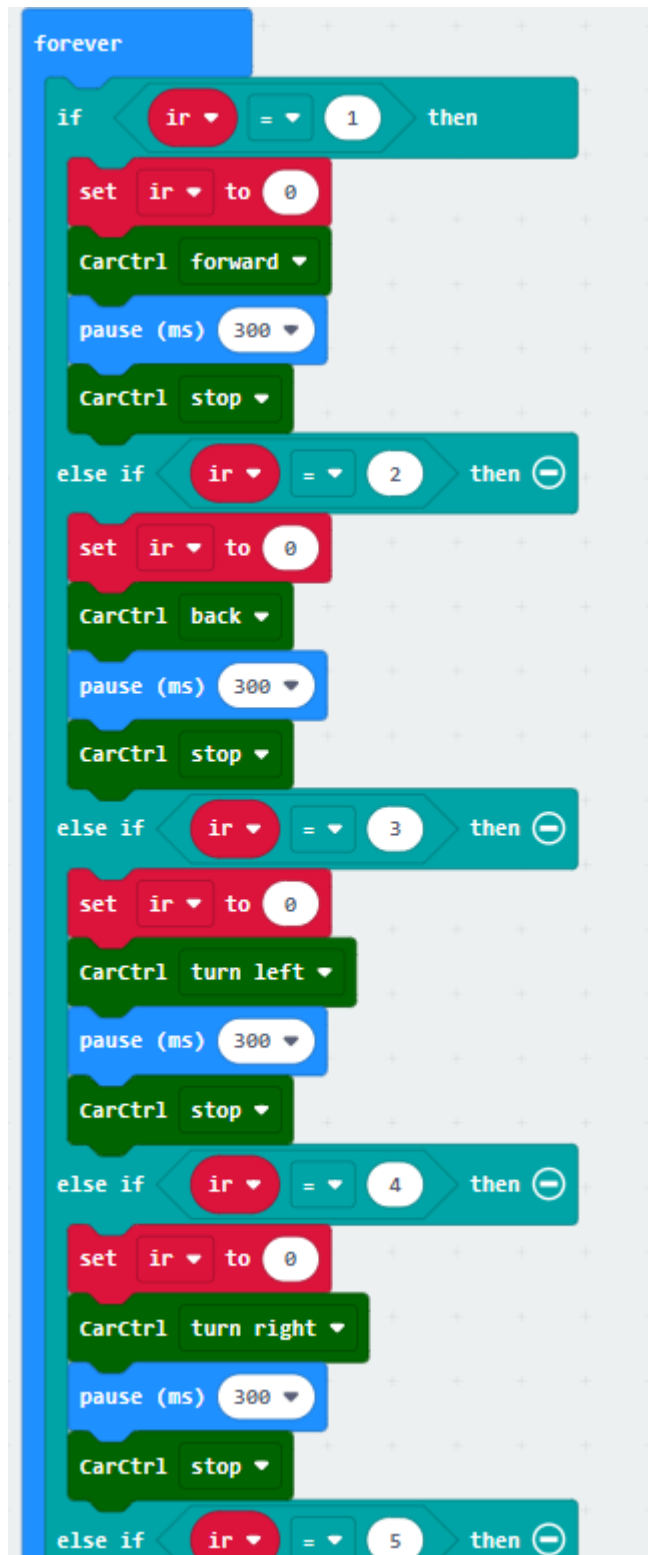 forever
if ir = 1 then
set ir to 0
CarCtrl forward
pause (ms) 300
CarCtrl stop
else if ir = 2 then
set ir to 0
CarCtrl back
pause (ms) 300
CarCtrl stop
else if ir = 3 then
set ir to 0
CarCtrl turn left
pause (ms) 300
CarCtrl stop
else if ir = 4 then
set ir to 0
CarCtrl turn right
pause (ms) 300
CarCtrl stop
else if ir = 5 then